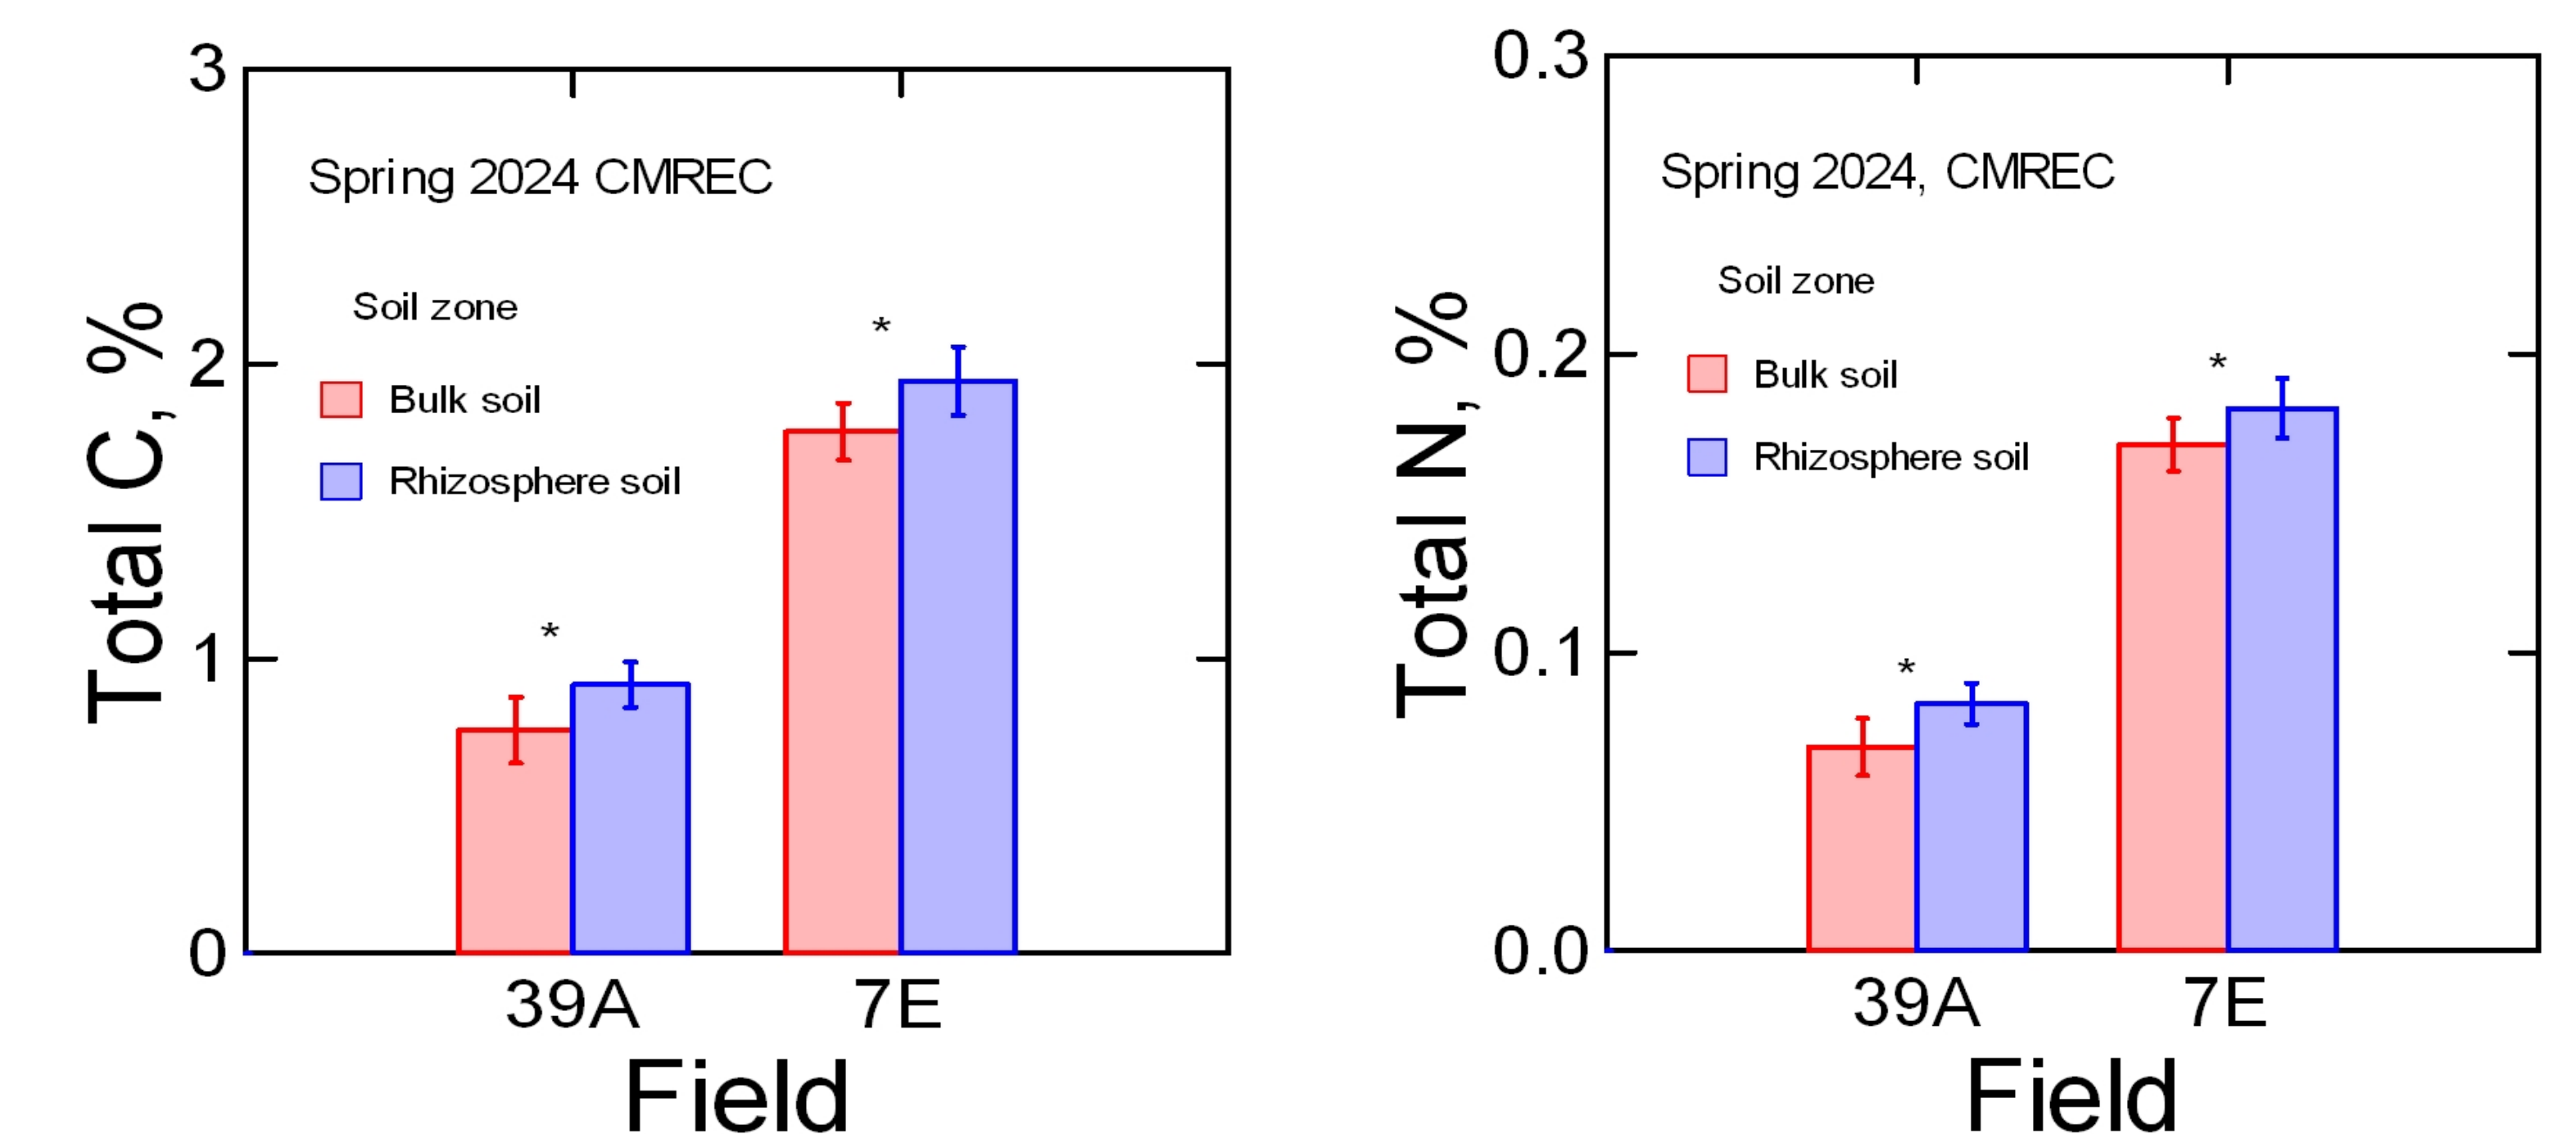 3
Spring 2024 CMREC
Soil zone
2
Bulk soil
Rhizosphere soil
Total C, %
*
*
1
0
39A
7E
Field
0.3
Spring 2024, CMREC
Soil zone
0.2
Bulk soil
Rhizosphere soil
Total N, %
*
*
0.1
0.0
39A
7E
Field